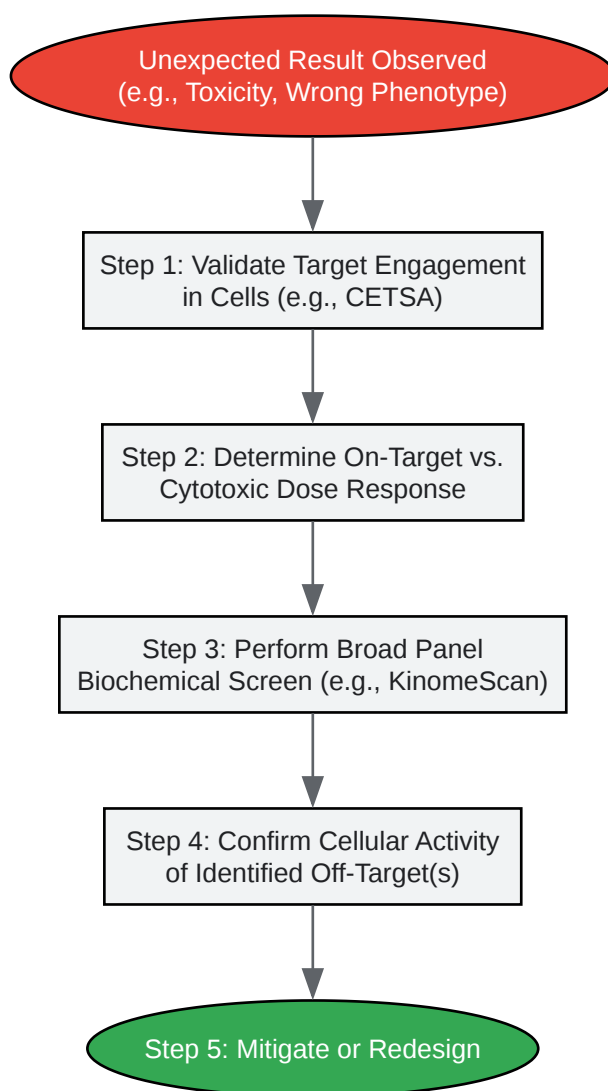 Unexpected Result Observed
(e.g., Toxicity, Wrong Phenotype)
Step 1: Validate Target Engagement
in Cells (e.g., CETSA)
Step 2: Determine On-Target vs.
Cytotoxic Dose Response
Step 3: Perform Broad Panel
Biochemical Screen (e.g., KinomeScan)
Step 4: Confirm Cellular Activity
of Identified Off-Target(s)
Step 5: Mitigate or Redesign